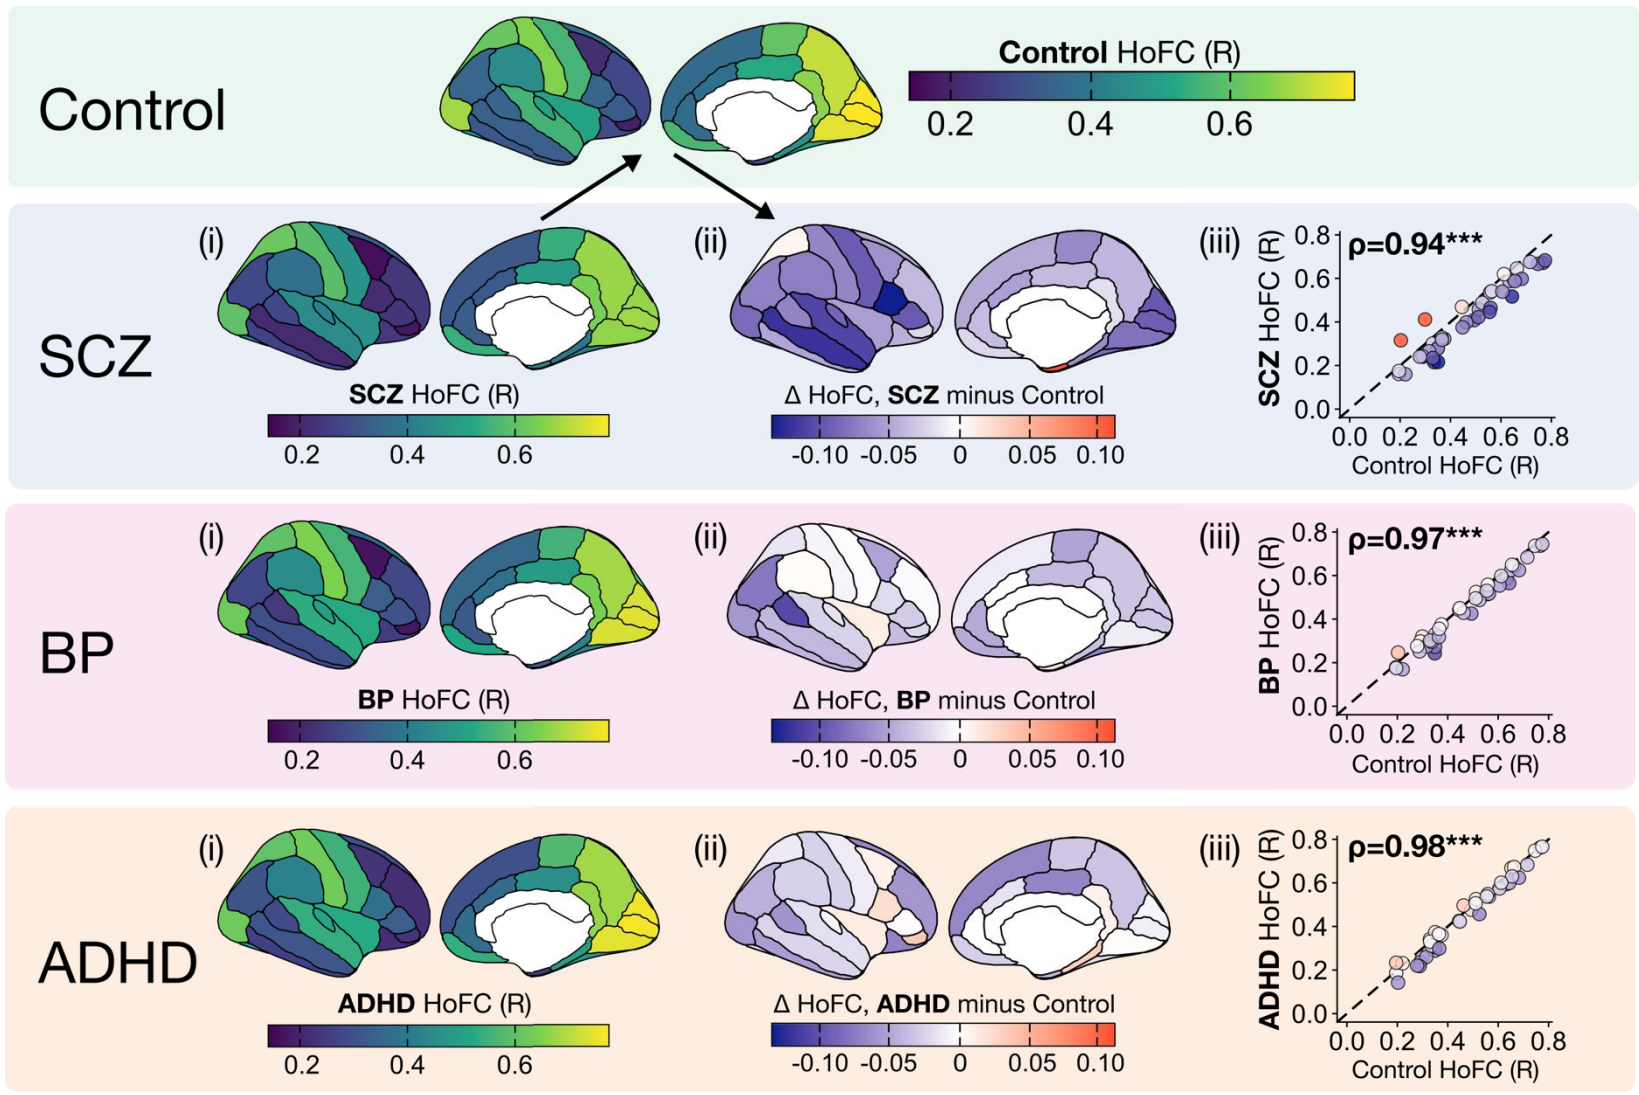 Control
Control HoFC (R)
0.2 0.4 0.6
SCZ
(i)
SCZ HoFC (R)
0.2 0.4 0.6
(ii)
Δ HoFC, SCZ minus Control
-0.10 -0.05 0 0.05 0.10
(iii)
ρ=0.94***
SCZ HoFC (R)
0.8
0.6
0.4
0.2
0.0
0.0 0.2 0.4 0.6 0.8
Control HoFC (R)
BP
(i)
BP HoFC (R)
0.2 0.4 0.6
(ii)
Δ HoFC, BP minus Control
-0.10 -0.05 0 0.05 0.10
(iii)
ρ=0.97***
BP HoFC (R)
0.8
0.6
0.4
0.2
0.0
0.0 0.2 0.4 0.6 0.8
Control HoFC (R)
ADHD
(i)
ADHD HoFC (R)
0.2 0.4 0.6
(ii)
Δ HoFC, ADHD minus Control
-0.10 -0.05 0 0.05 0.10
(iii)
ρ=0.98***
ADHD HoFC (R)
0.8
0.6
0.4
0.2
0.0
0.0 0.2 0.4 0.6 0.8
Control HoFC (R)